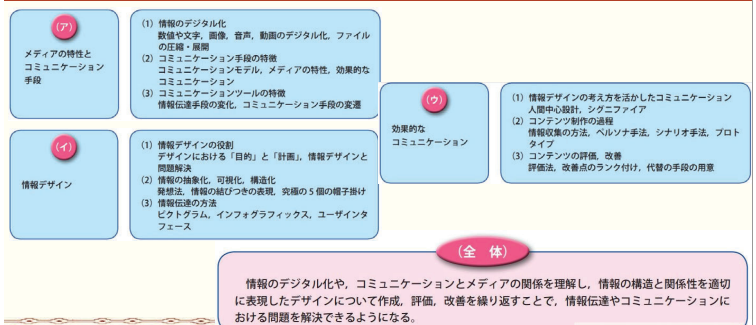 (ア)
メディアの特性と
コミュニケーション
手段
(1) 情報のデジタル化
数値や文字，画像，音声，動画のデジタル化，ファイル
の圧縮・展開
(2) コミュニケーション手段の特徴
コミュニケーションモデル，メディアの特性，効果的な
コミュニケーション
(3) コミュニケーションツールの特徴
情報伝達手段の変化，コミュニケーション手段の変遷
(イ)
情報デザイン
(1) 情報デザインの役割
デザインにおける「目的」と「計画」，情報デザインと
問題解決
(2) 情報の抽象化，可視化，構造化
発想法，情報の結びつきの表現，究極の 5 個の帽子掛け
(3) 情報伝達の方法
ピクトグラム，インフォグラフィックス，ユーザインタ
フェース
(ウ)
効果的な
コミュニケーション
(1) 情報デザインの考え方を活かしたコミュニケーション
人間中心設計，シグニファイア
(2) コンテンツ制作の過程
情報収集の方法，ペルソナ手法，シナリオ手法，プロト
タイプ
(3) コンテンツの評価，改善
評価法，改善点のランク付け，代替の手段の用意
(全 体)
情報のデジタル化や，コミュニケーションとメディアの関係を理解し，情報の構造と関係性を適切
に表現したデザインについて作成，評価，改善を繰り返すことで，情報伝達やコミュニケーションに
おける問題を解決できるようになる。